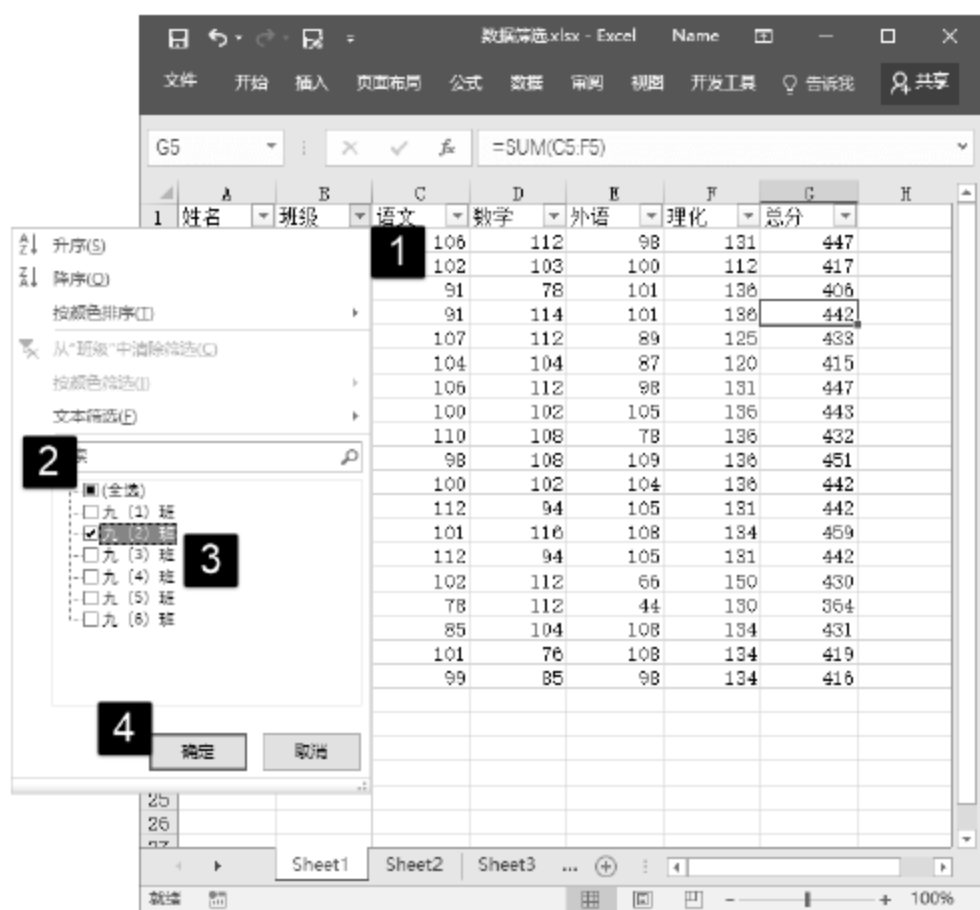 数据筛选.xlsx - Excel Name
文件 开始 插入 页面布局 公式 数据 审阅 视图 开发工具 告诉我 共享
G5 fx =SUM(C5:F5)
A B C D E F G H
1 姓名 班级 语文 数学 外语 理化 总分
升序(S)
降序(O)
按颜色排序(T)
从"班级"中清除筛选(C)
按颜色筛选(I)
文本筛选(F)
(全选)
九（1）班
九（2）班
九（3）班
九（4）班
九（5）班
九（6）班
确定 取消
1
2
3
4
106 112 98 131 447
102 103 100 112 417
91 78 101 136 406
91 114 101 136 442
107 112 89 125 433
104 104 87 120 415
106 112 98 131 447
100 102 105 136 443
110 108 78 136 432
98 108 109 136 451
100 102 104 136 442
112 94 105 131 442
101 116 108 134 459
112 94 105 131 442
102 112 66 150 430
78 112 44 130 364
85 104 108 134 431
101 76 108 134 419
99 85 98 134 416
25
26
27
Sheet1 Sheet2 Sheet3 ...
就绪 100%